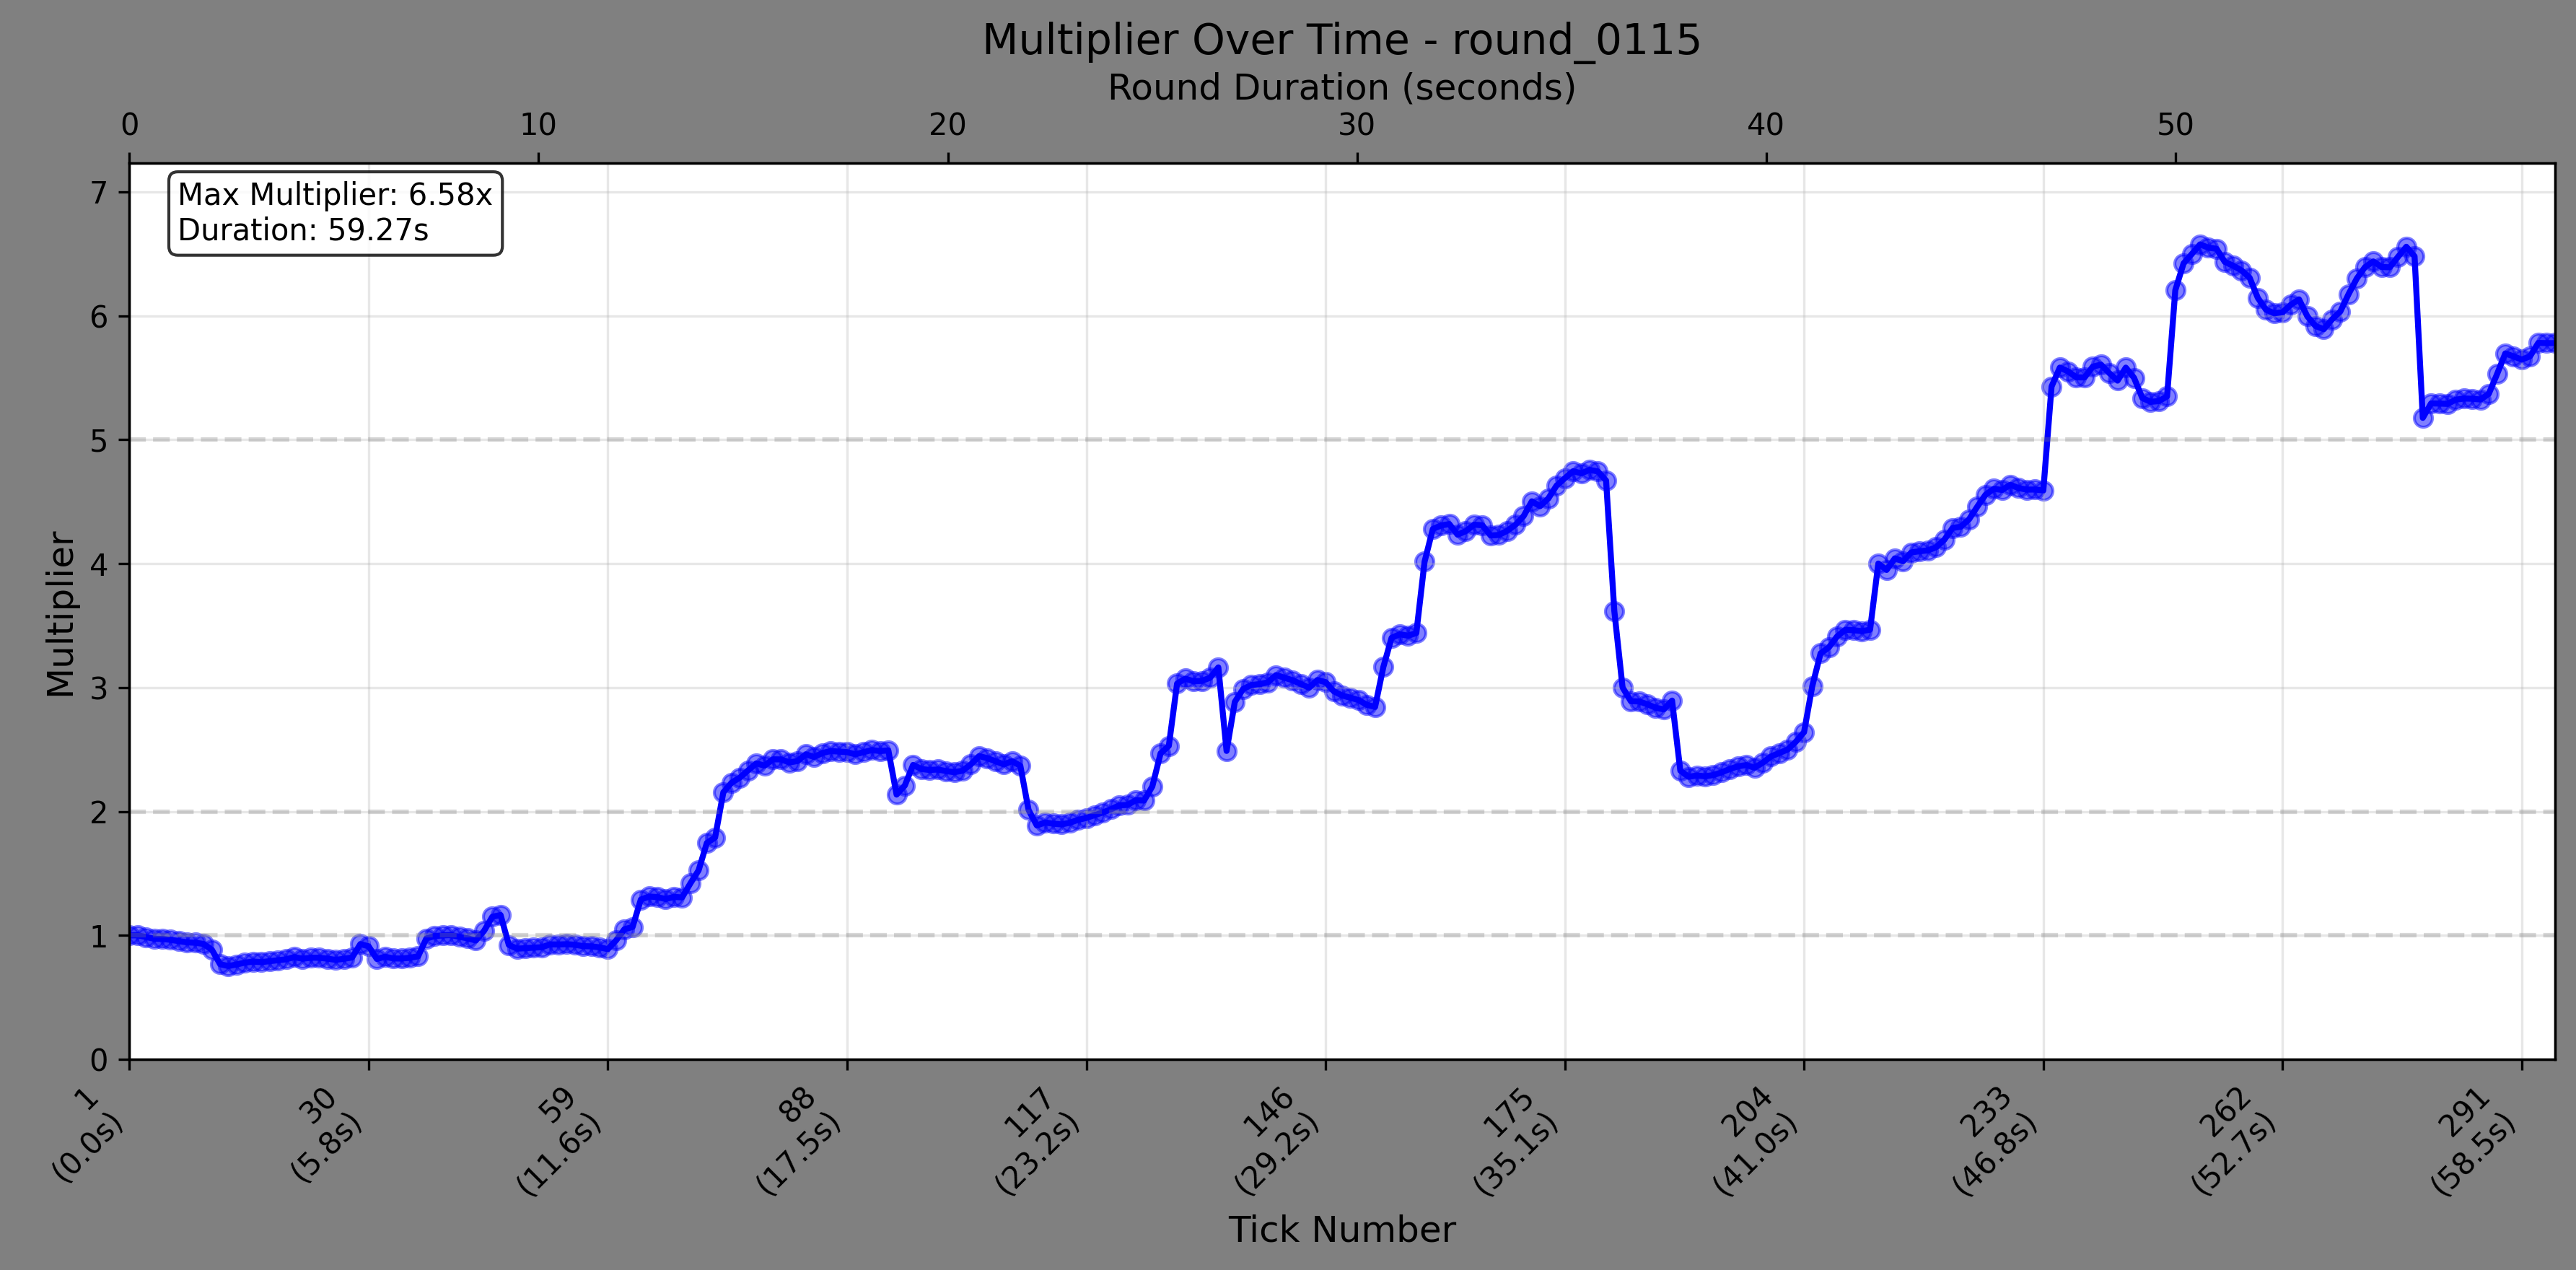 Multiplier Over Time - round_0115
Round Duration (seconds)
0 10 20 30 40 50
Max Multiplier: 6.58x
Duration: 59.27s
7
6
5
4
3
2
1
0
Multiplier
1
(0.0s)
30
(5.8s)
59
(11.6s)
88
(17.5s)
117
(23.2s)
146
(29.2s)
175
(35.1s)
204
(41.0s)
233
(46.8s)
262
(52.7s)
291
(58.5s)
Tick Number